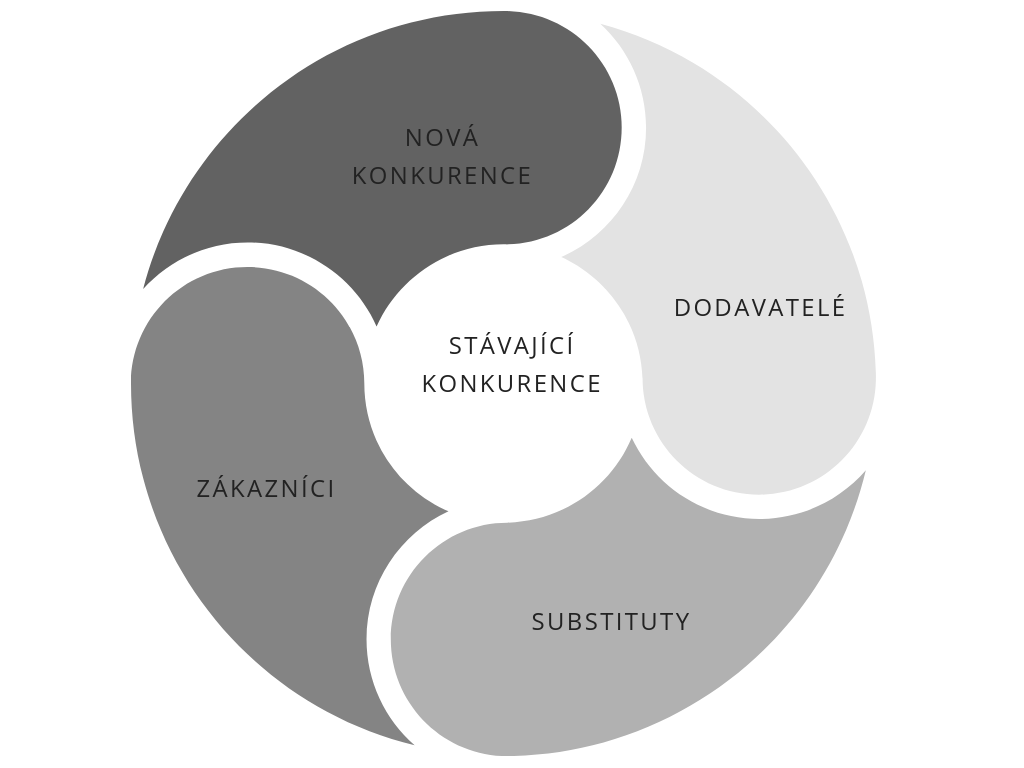 NOVÁ
KONKURENCE
DODAVATELÉ
STÁVAJÍCÍ
KONKURENCE
ZÁKAZNÍCI
SUBSTITUTY